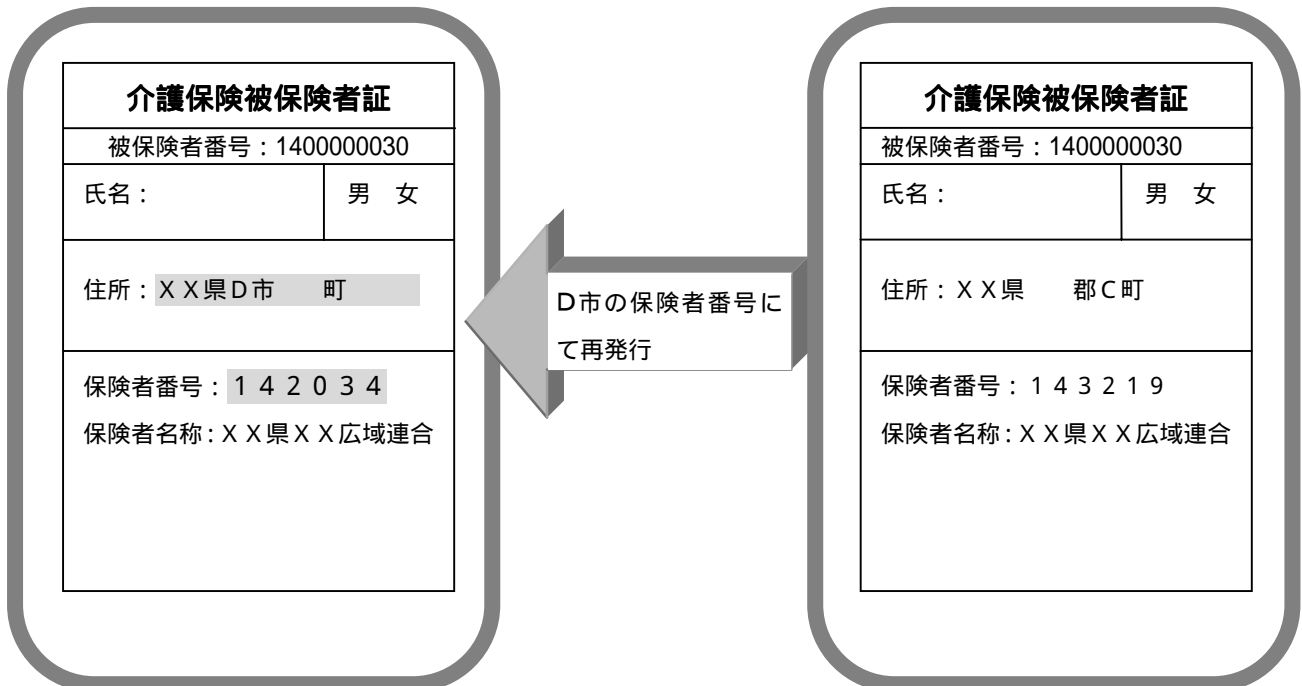 介護保険被保険者証
被保険者番号：1400000030
氏名：
男　女
住所：ＸＸ県Ｄ市　　町
保険者番号：１４２０３４
保険者名称：ＸＸ県ＸＸ広域連合
Ｄ市の保険者番号に
て再発行
介護保険被保険者証
被保険者番号：1400000030
氏名：
男　女
住所：ＸＸ県　　郡Ｃ町
保険者番号：１４３２１９
保険者名称：ＸＸ県ＸＸ広域連合